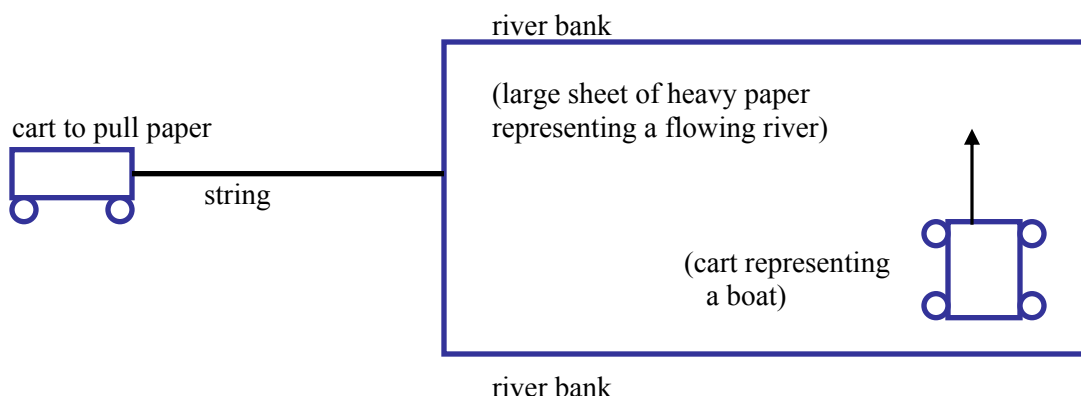 river bank
(large sheet of heavy paper
representing a flowing river)
cart to pull paper
string
(cart representing
a boat)
river bank